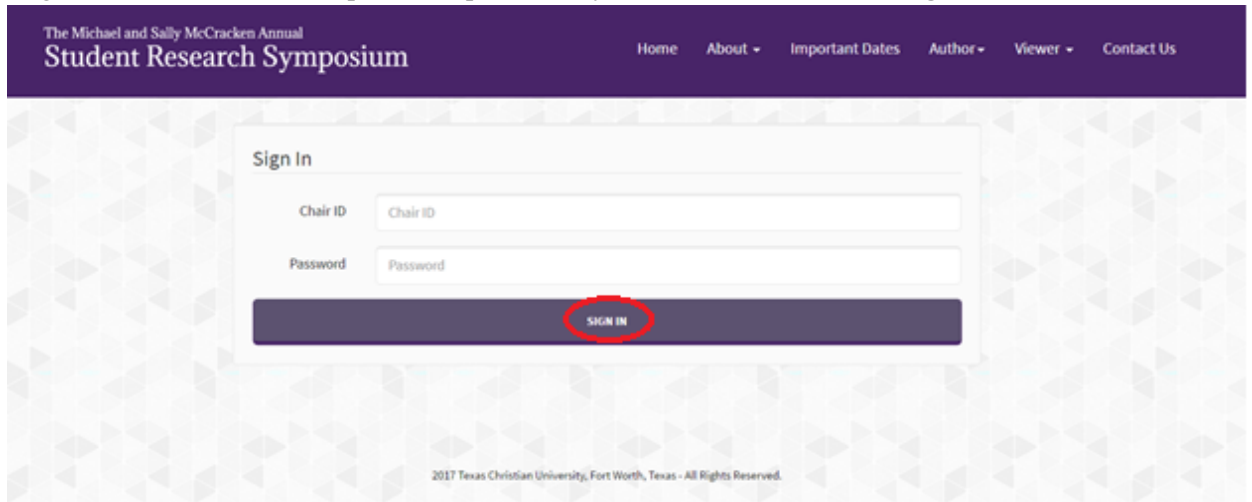 The Michael and Sally McCracken Annual
Student Research Symposium
Home About Important Dates Author Viewer Contact Us
Sign In
Chair ID Chair ID
Password Password
SIGN IN
2017 Texas Christian University, Fort Worth, Texas - All Rights Reserved.